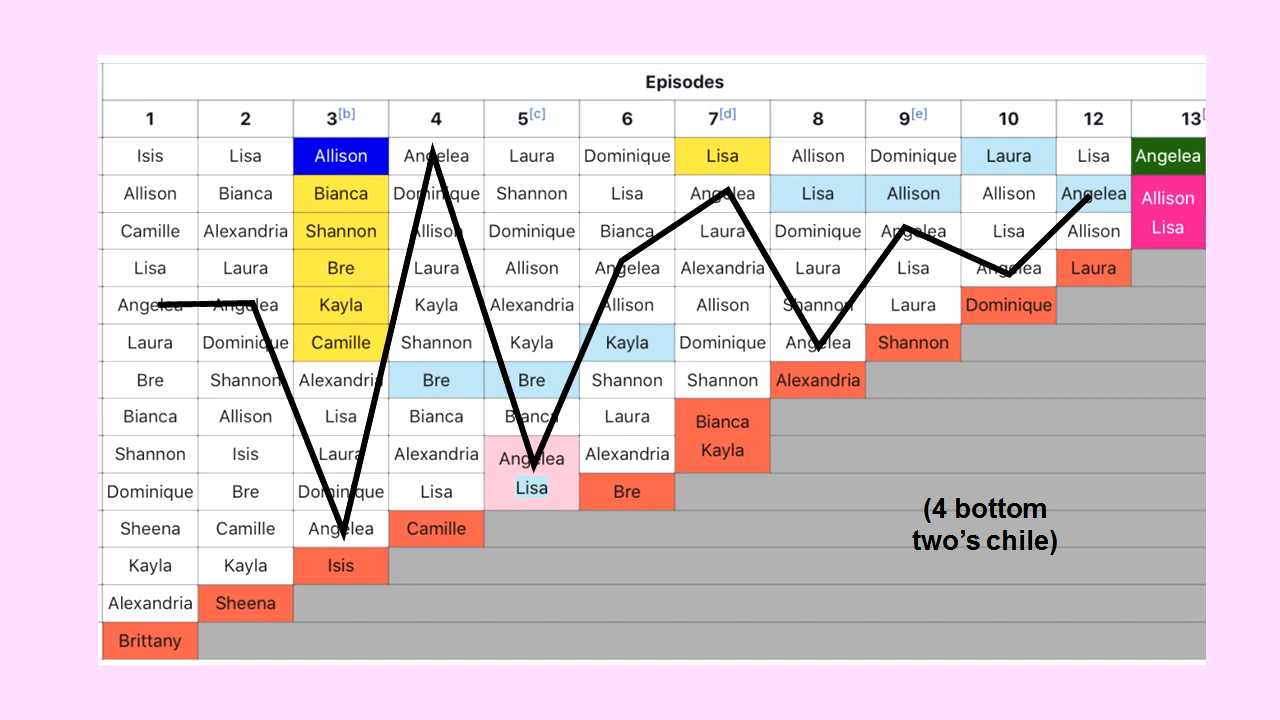 Episodes
1 2 3[b] 4 5[c] 6 7[d] 8 9[e] 10 12 13[
Isis Lisa Allison Angelea Laura Dominique Lisa Allison Dominique Laura Lisa Angelea
Allison Bianca Bianca Dominique Shannon Lisa Angelea Lisa Allison Allison Angelea Allison
Camille Alexandria Shannon Allison Dominique Bianca Laura Dominique Angelea Lisa Allison Lisa
Lisa Laura Bre Laura Allison Angelea Alexandria Laura Lisa Angelea Laura
Angelea Angelea Kayla Kayla Alexandria Allison Allison Shannon Laura Dominique
Laura Dominique Camille Shannon Kayla Kayla Dominique Angelea Shannon
Bre Shannon Alexandria Bre Bre Shannon Shannon Alexandria
Bianca Allison Lisa Bianca Bianca Laura Bianca
Shannon Isis Laura Alexandria Angelea Alexandria Kayla
Dominique Bre Dominique Lisa Lisa Bre
Sheena Camille Angelea Camille
Kayla Kayla Isis
Alexandria Sheena
Brittany
(4 bottom
two's chile)